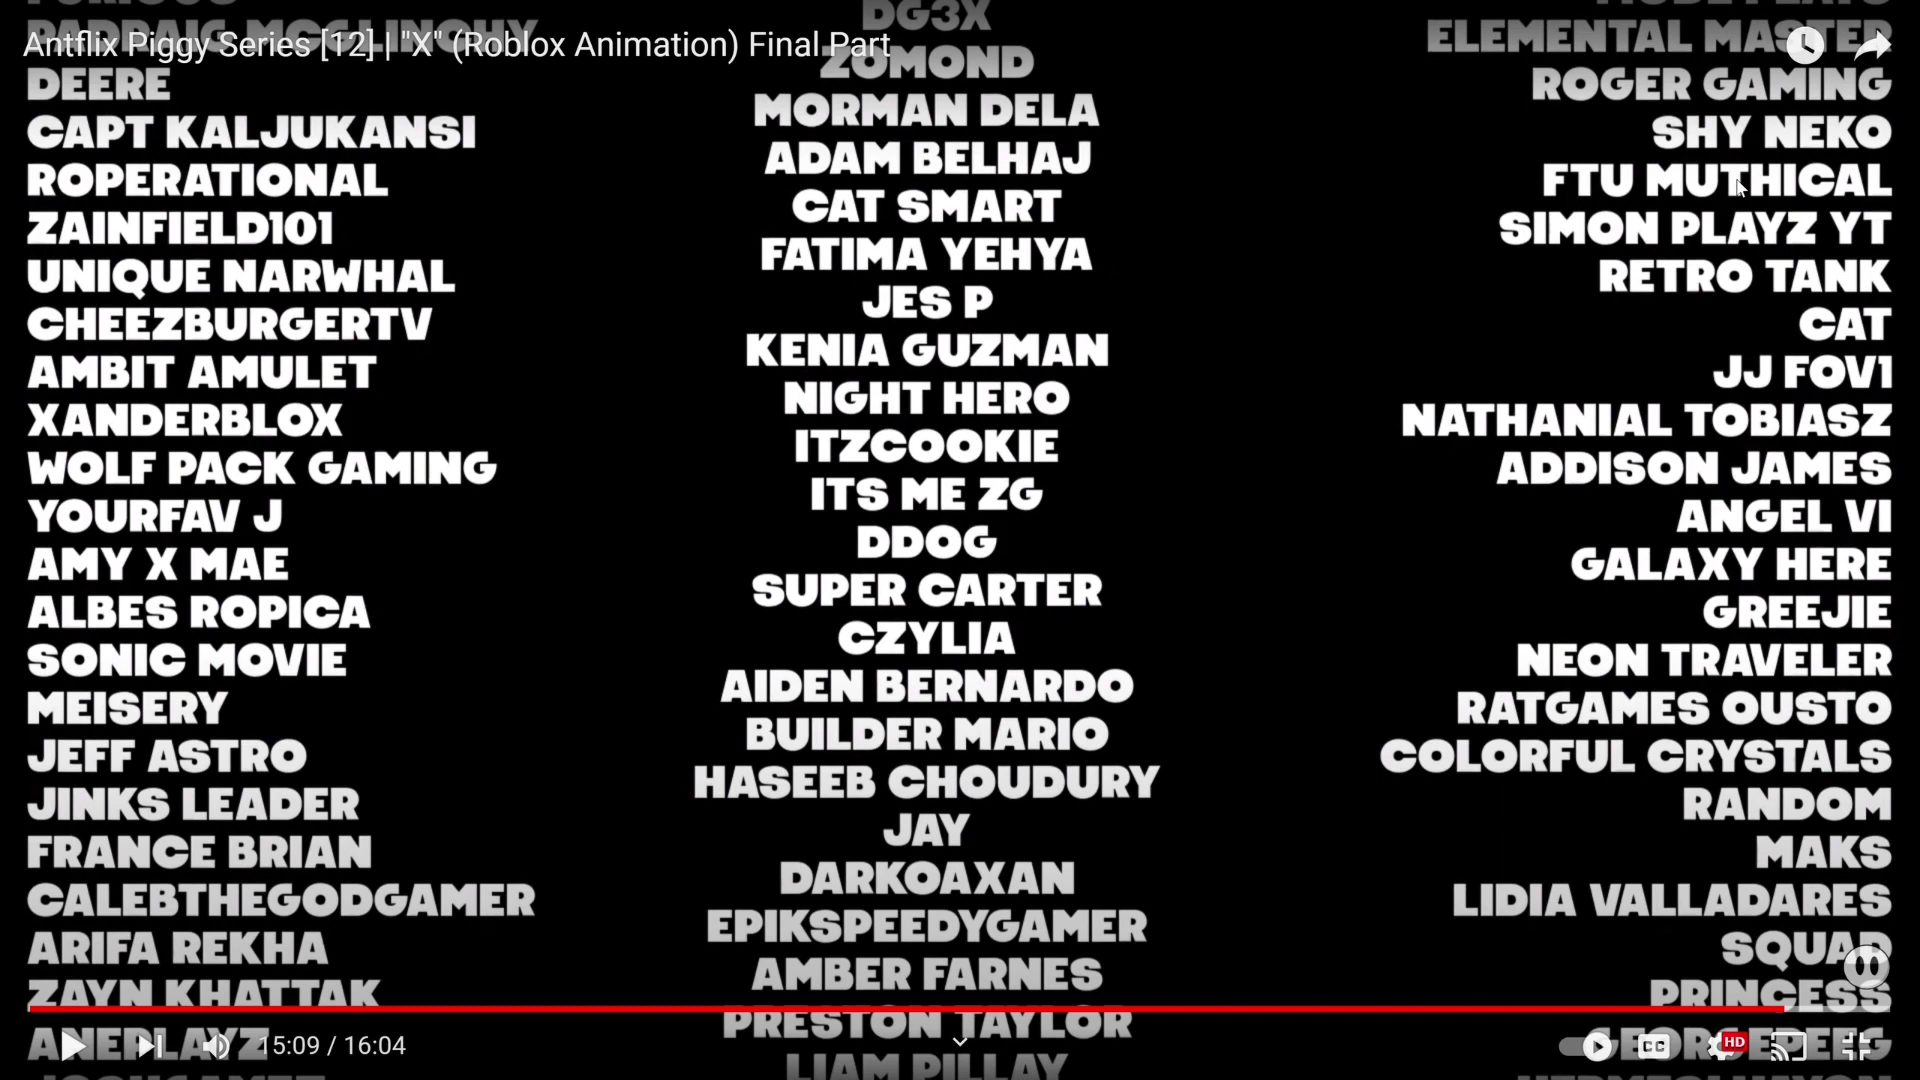 Antflix Piggy Series [12] | "X" (Roblox Animation) Final Part
PADRAIG MCGLINCHY
DEERE
CAPT KALJUKANSI
ROPERATIONAL
ZAINFIELD101
UNIQUE NARWHAL
CHEEZBURGERTV
AMBIT AMULET
XANDERBLOX
WOLF PACK GAMING
YOURFAV J
AMY X MAE
ALBES ROPICA
SONIC MOVIE
MEISERY
JEFF ASTRO
JINKS LEADER
FRANCE BRIAN
CALEBTHEGODGAMER
ARIFA REKHA
ZAYN KHATTAK
ANEPLAYZ
DG3X
ZOMOND
MORMAN DELA
ADAM BELHAJ
CAT SMART
FATIMA YEHYA
JES P
KENIA GUZMAN
NIGHT HERO
ITZCOOKIE
ITS ME ZG
DDOG
SUPER CARTER
CZYLIA
AIDEN BERNARDO
BUILDER MARIO
HASEEB CHOUDURY
JAY
DARKOAXAN
EPIKSPEEDYGAMER
AMBER FARNES
PRESTON TAYLOR
LIAM PILLAY
ELEMENTAL MASTER
ROGER GAMING
SHY NEKO
FTU MUTHICAL
SIMON PLAYZ YT
RETRO TANK
CAT
JJ FOV1
NATHANIAL TOBIASZ
ADDISON JAMES
ANGEL VI
GALAXY HERE
GREEJIE
NEON TRAVELER
RATGAMES OUSTO
COLORFUL CRYSTALS
RANDOM
MAKS
LIDIA VALLADARES
SQUAD
PRINCESS
15:09 / 16:04
CC
HD